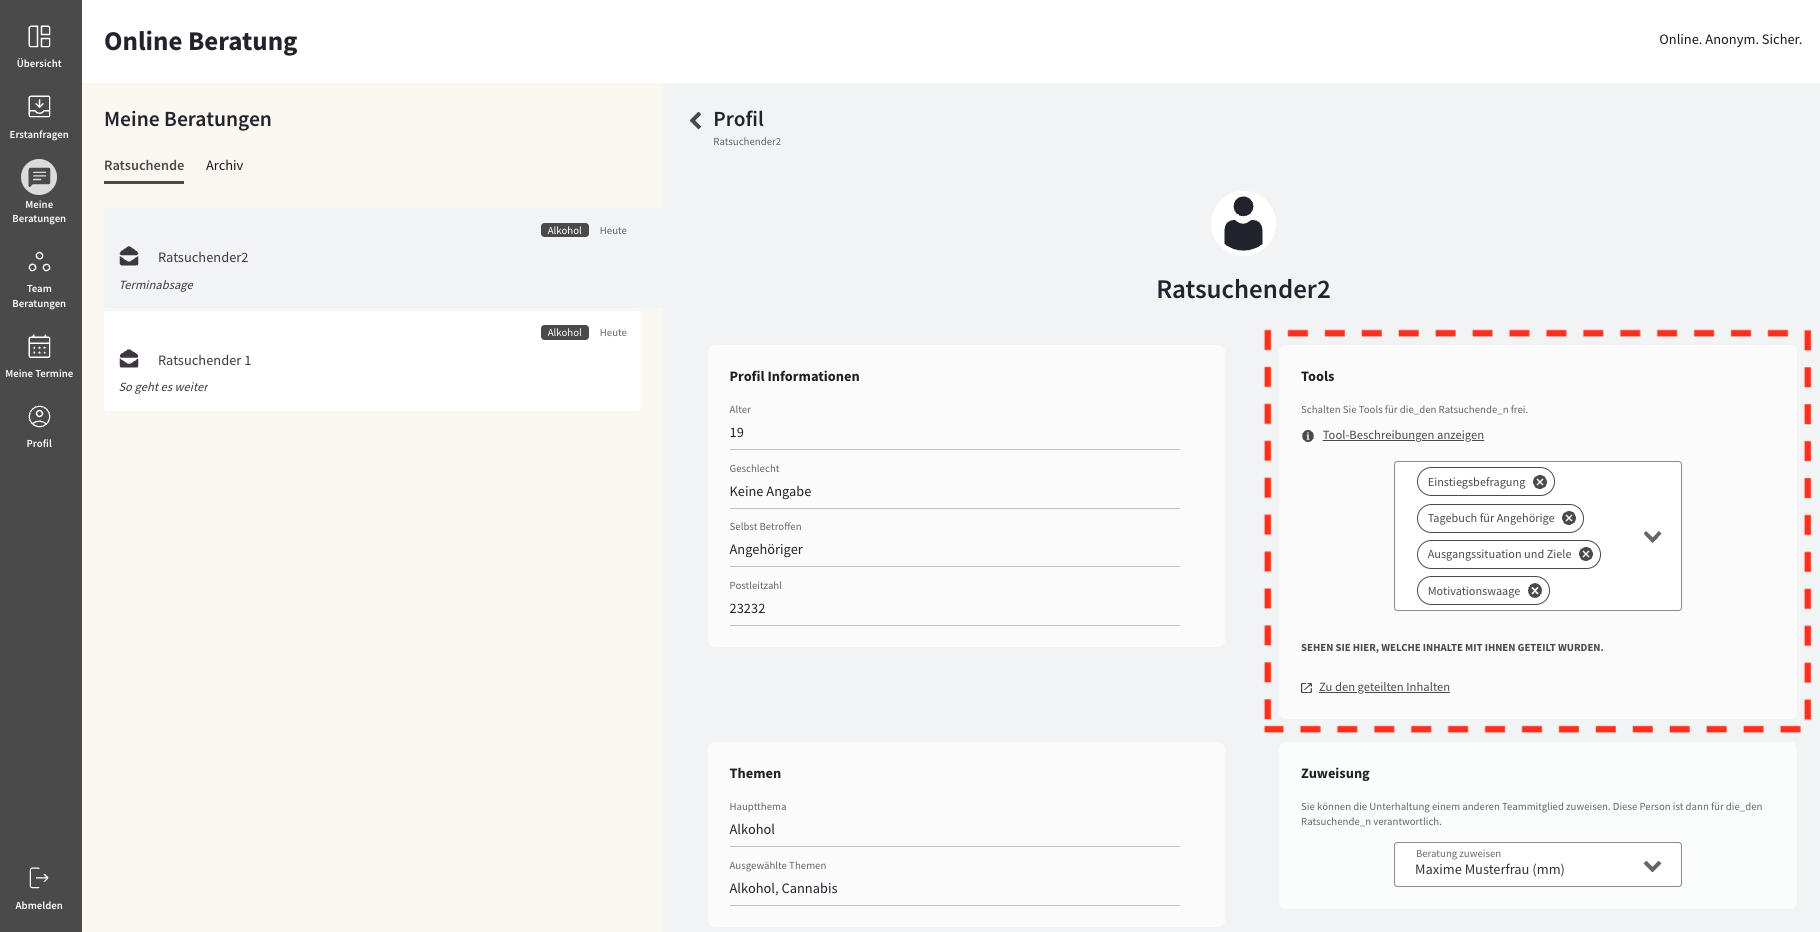 Übersicht
Erstanfragen
Meine
Beratungen
Team
Beratungen
Meine Termine
Profil
Abmelden
Online Beratung
Online. Anonym. Sicher.
Meine Beratungen
Ratsuchende
Archiv
Alkohol
Heute
Ratsuchender2
Terminabsage
Alkohol
Heute
Ratsuchender 1
So geht es weiter
Profil
Ratsuchender2
Ratsuchender2
Profil Informationen
Alter
19
Geschlecht
Keine Angabe
Selbst Betroffen
Angehöriger
Postleitzahl
23232
Tools
Schalten Sie Tools für die_den Ratsuchende_n frei.
Tool-Beschreibungen anzeigen
Einstiegsbefragung
Tagebuch für Angehörige
Ausgangssituation und Ziele
Motivationswaage
SEHEN SIE HIER, WELCHE INHALTE MIT IHNEN GETEILT WURDEN.
Zu den geteilten Inhalten
Themen
Hauptthema
Alkohol
Ausgewählte Themen
Alkohol, Cannabis
Zuweisung
Sie können die Unterhaltung einem anderen Teammitglied zuweisen. Diese Person ist dann für die_den
Ratsuchende_n verantwortlich.
Beratung zuweisen
Maxime Musterfrau (mm)